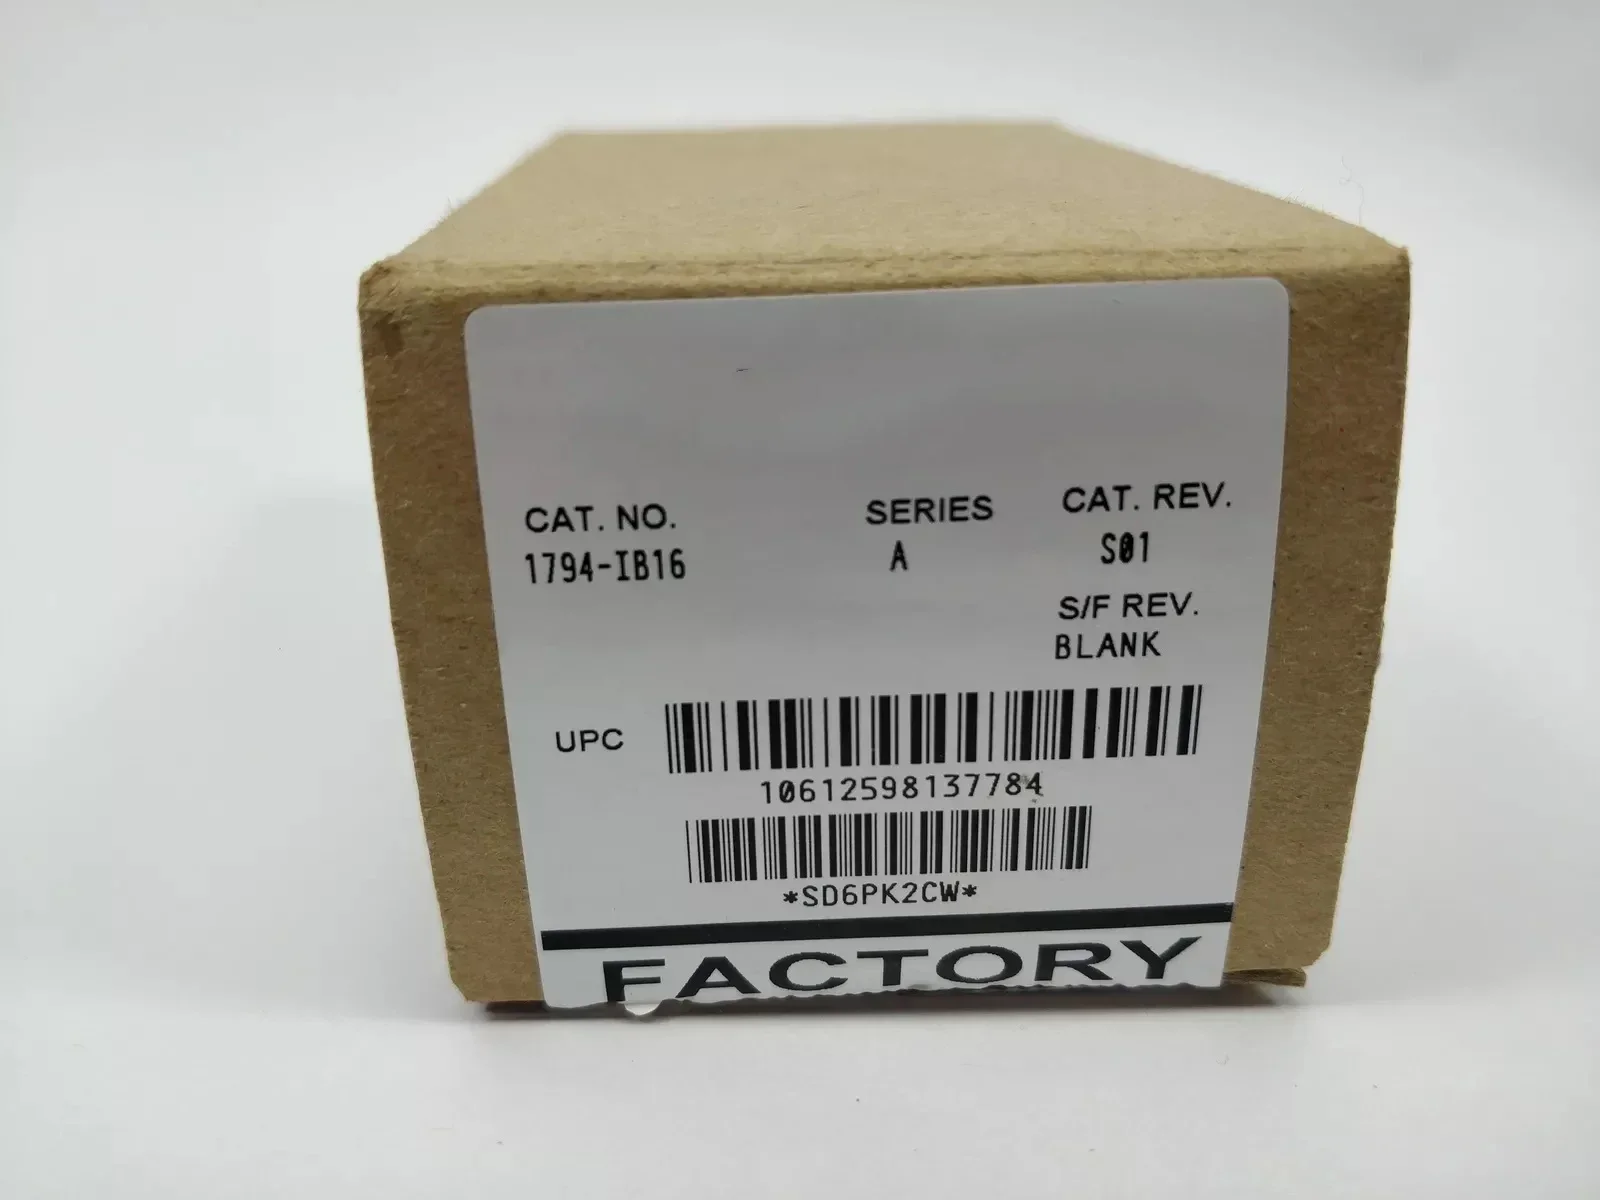 CAT. NO. SERIES CAT. REV.
1794-IB16 A S01
S/F REV.
BLANK
UPC
10612598137784
*SD6PK2CW*
FACTORY